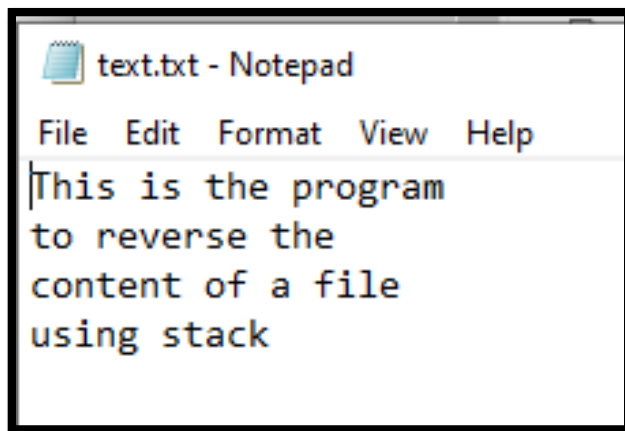 text.txt - Notepad
File Edit Format View Help
This is the program
to reverse the
content of a file
using stack